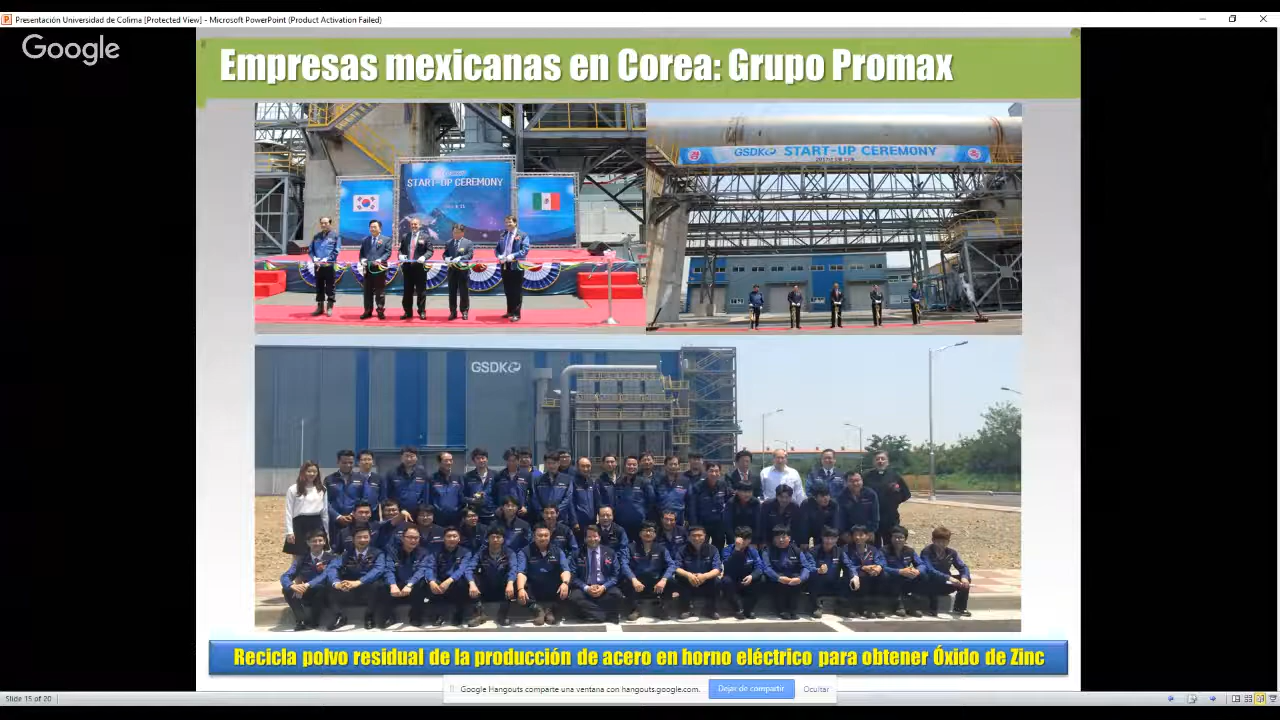 Presentación Universidad de Colima [Protected View] - Microsoft PowerPoint (Product Activation Failed)
Google
Empresas mexicanas en Corea: Grupo Promax
START-UP CEREMONY
GSDK START-UP CEREMONY
GSDK
Recicla polvo residual de la producción de acero en horno eléctrico para obtener Óxido de Zinc
Google Hangouts comparte una ventana con hangouts.google.com.
Dejar de compartir
Ocultar
Slide 15 of 20